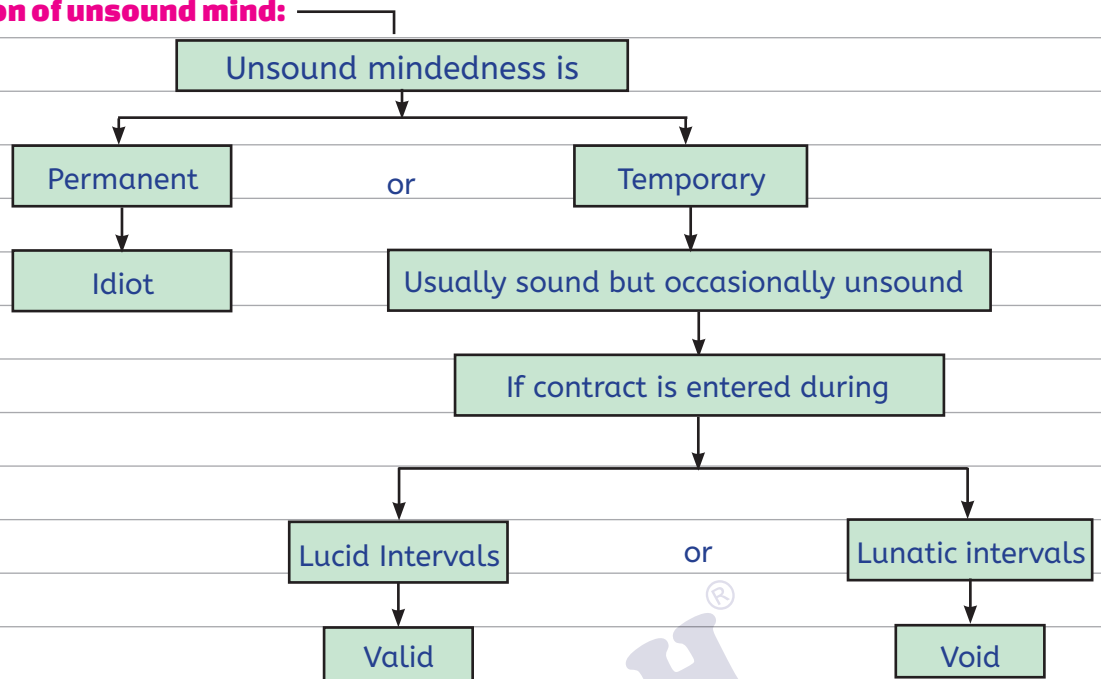 on of unsound mind:
Unsound mindedness is
Permanent
or
Temporary
Idiot
Usually sound but occasionally unsound
If contract is entered during
Lucid Intervals
or
Lunatic intervals
®
Valid
Void